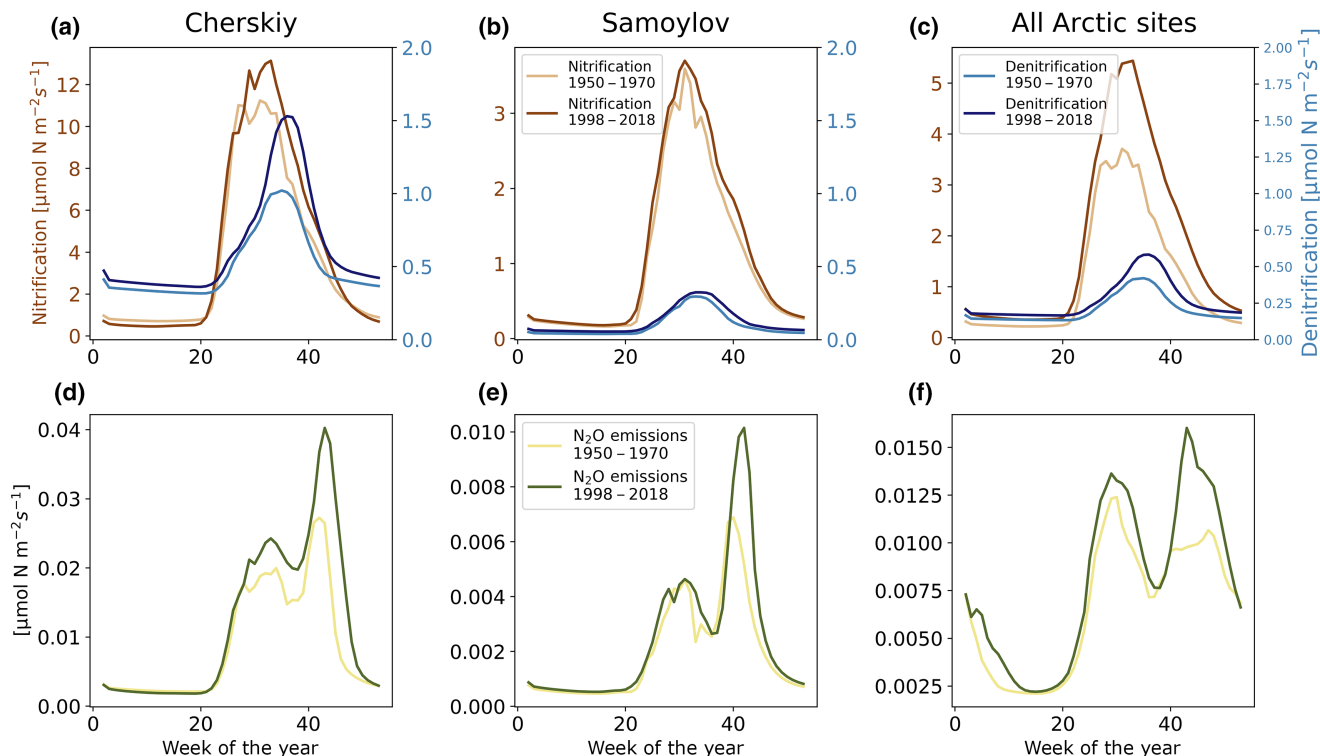 (a)
Cherskiy
(b)
Samoylov
(c)
All Arctic sites
Nitrification [μmol N m−2s−1]
12
10
8
6
4
2
0
2.0
1.5
1.0
0.5
0.0
0
20
40
3
2
1
0
Nitrification
1950 – 1970
Nitrification
1998 – 2018
2.0
1.5
1.0
0.5
0.0
0
20
40
5
4
3
2
1
0
Denitrification
1950 – 1970
Denitrification
1998 – 2018
2.00
1.75
1.50
1.25
1.00
0.75
0.50
0.25
0.00
Denitrification [μmol N m−2s−1]
0
20
40
(d)
(e)
(f)
[μmol N m−2s−1]
0.04
0.03
0.02
0.01
0.00
0
20
40
Week of the year
0.010
0.008
0.006
0.004
0.002
0.000
N2O emissions
1950 – 1970
N2O emissions
1998 – 2018
0
20
40
Week of the year
0.0150
0.0125
0.0100
0.0075
0.0050
0.0025
0
20
40
Week of the year